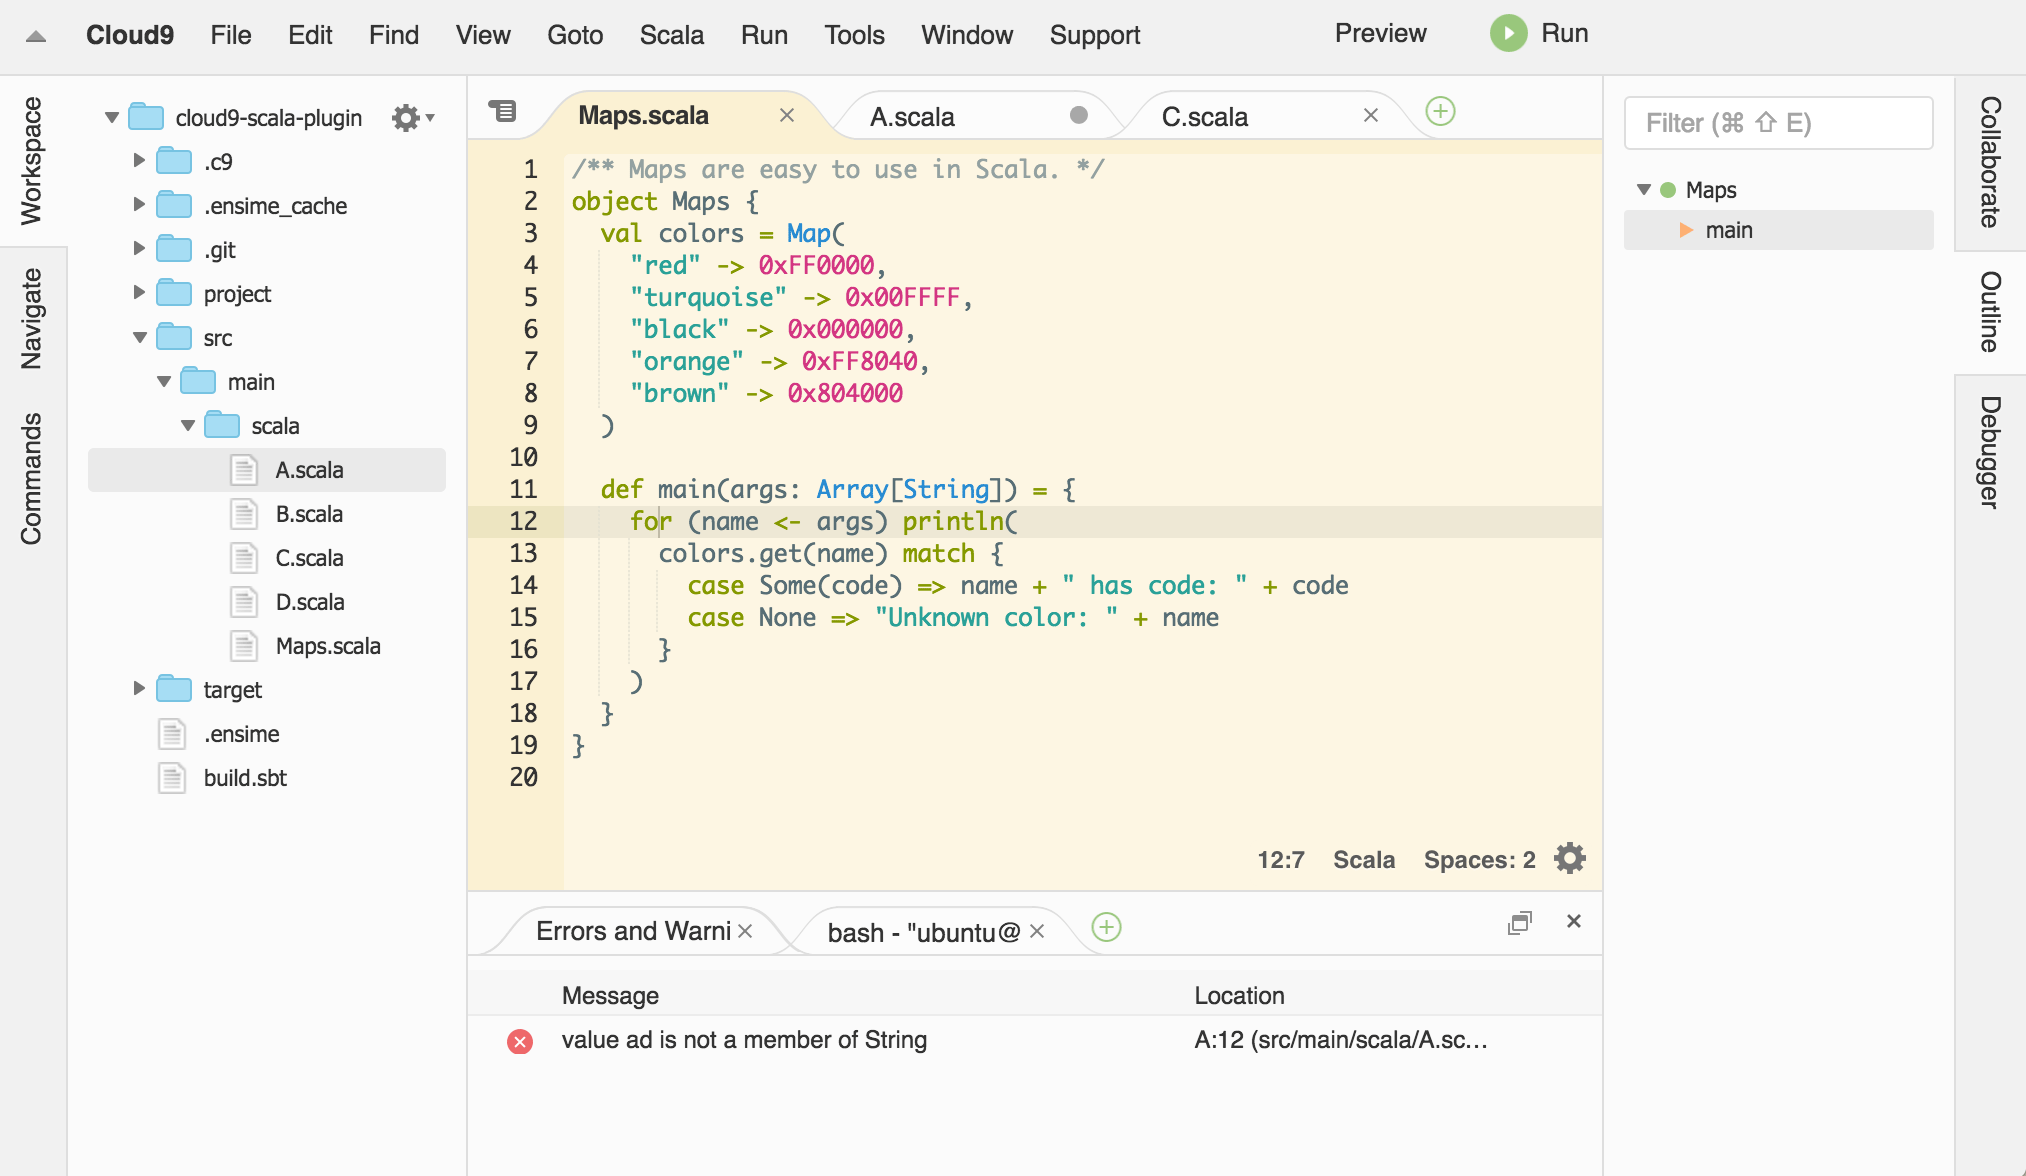 Cloud9 File Edit Find View Goto Scala Run Tools Window Support Preview Run
Workspace
Navigate
Commands
cloud9-scala-plugin
.c9
.ensime_cache
.git
project
src
main
scala
A.scala
B.scala
C.scala
D.scala
Maps.scala
target
.ensime
build.sbt
Maps.scala A.scala C.scala
1 /** Maps are easy to use in Scala. */
2 object Maps {
3   val colors = Map(
4     "red" -> 0xFF0000,
5     "turquoise" -> 0x00FFFF,
6     "black" -> 0x000000,
7     "orange" -> 0xFF8040,
8     "brown" -> 0x804000
9   )
10
11   def main(args: Array[String]) = {
12     for (name <- args) println(
13       colors.get(name) match {
14         case Some(code) => name + " has code: " + code
15         case None => "Unknown color: " + name
16       }
17     )
18   }
19 }
20
12:7 Scala Spaces: 2
Errors and Warni bash - "ubuntu@
Message Location
value ad is not a member of String A:12 (src/main/scala/A.sc...
Filter (⌘ ⇧ E)
Maps
main
Collaborate
Outline
Debugger